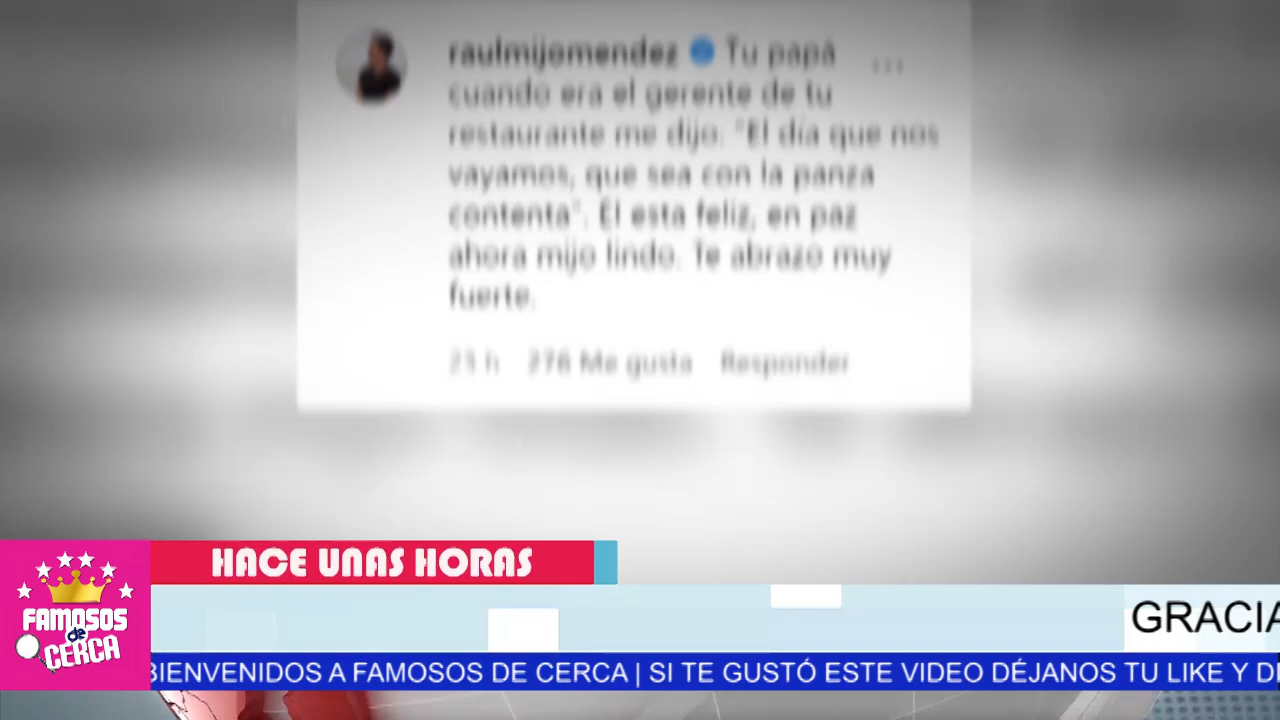 raulmijomendez Tu papá ...
cuando era el gerente de tu
restaurante me dijo: "El día que nos
vayamos, que sea con la panza
contenta". Él esta feliz, en paz
ahora mijo lindo. Te abrazo muy
fuerte.
276 Me gusta Responder
HACE UNAS HORAS
FAMOSOS
de
CERCA
GRACIA
BIENVENIDOS A FAMOSOS DE CERCA | SI TE GUSTÓ ESTE VIDEO DÉJANOS TU LIKE Y